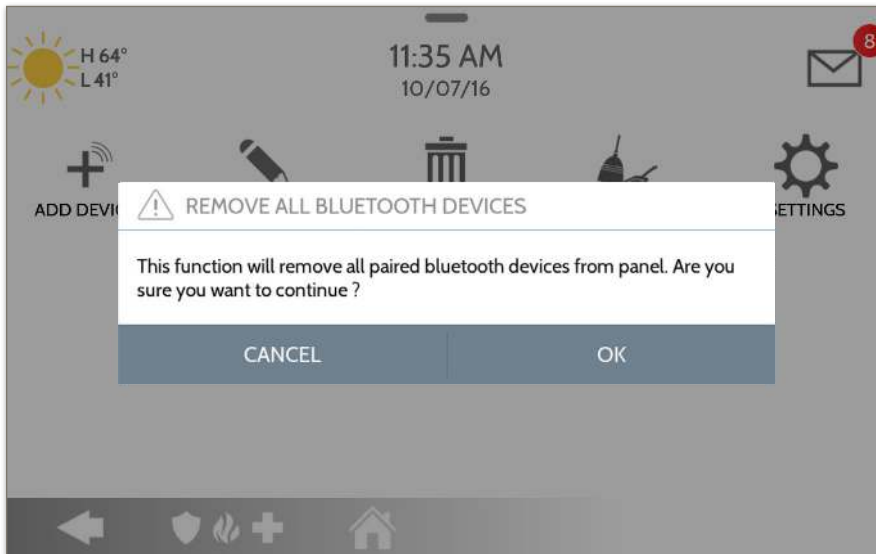 H 64°
L 41°
11:35 AM
10/07/16
8
ADD DEVI
SETTINGS
REMOVE ALL BLUETOOTH DEVICES
This function will remove all paired bluetooth devices from panel. Are you
sure you want to continue ?
CANCEL
OK